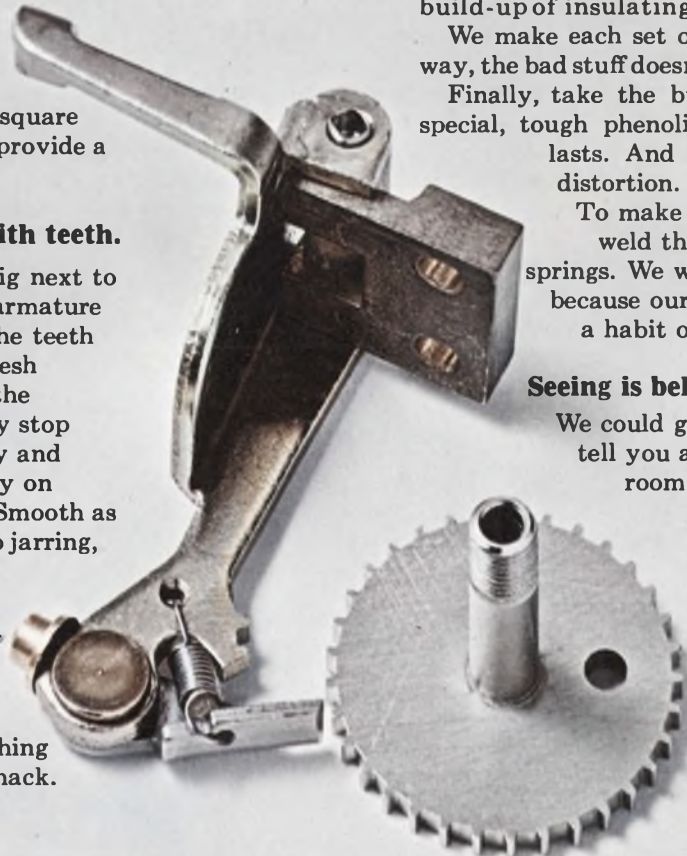 square
provide a
ith teeth.
ig next to
armature
he teeth
esh
the
y stop
y and
y on
Smooth as
o jarring,
hing
nack.
build-up of insulating
We make each set o
way, the bad stuff doesn
Finally, take the b
special, tough phenoli
lasts. And
distortion.
To make
weld th
springs. We w
because our
a habit o
Seeing is bel
We could g
tell you a
room